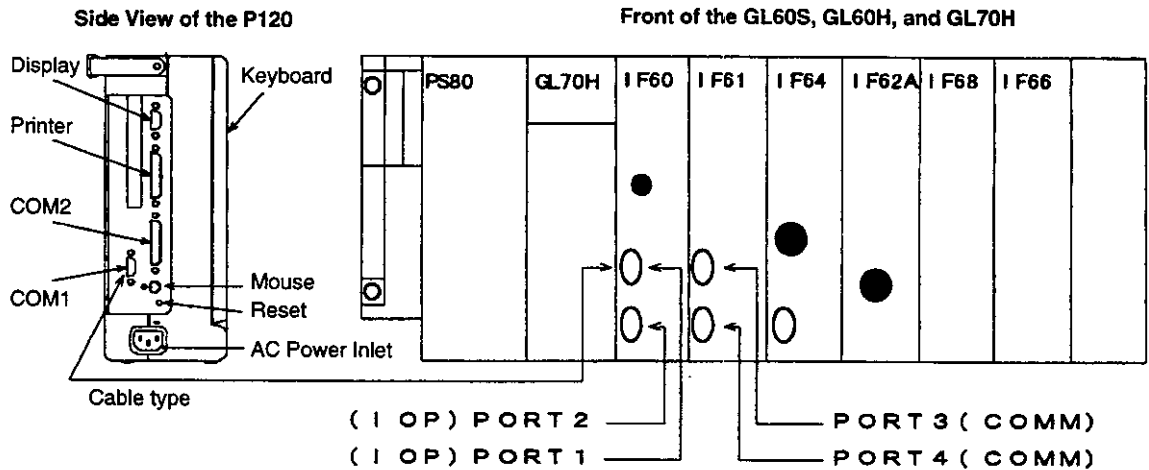 Side View of the P120
Front of the GL60S, GL60H, and GL70H
Display
Keyboard
Printer
COM2
COM1
Mouse
Reset
AC Power Inlet
Cable type
PS80
GL70H
I F60
I F61
I F64
I F62A
I F68
I F66
( I OP) PORT 2
PORT 3 ( COMM)
( I OP) PORT 1
PORT 4 ( COMM)